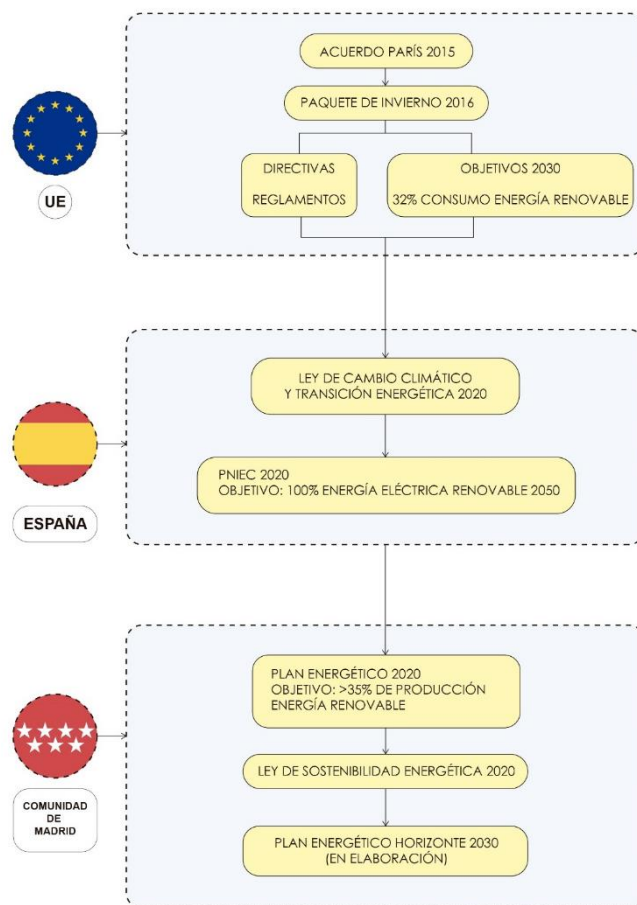 ACUERDO PARÍS 2015
PAQUETE DE INVIERNO 2016
DIRECTIVAS
REGLAMENTOS
OBJETIVOS 2030
32% CONSUMO ENERGÍA RENOVABLE
UE
LEY DE CAMBIO CLIMÁTICO
Y TRANSICIÓN ENERGÉTICA 2020
PNIEC 2020
OBJETIVO: 100% ENERGÍA ELÉCTRICA RENOVABLE 2050
ESPAÑA
PLAN ENERGÉTICO 2020
OBJETIVO: >35% DE PRODUCCIÓN
ENERGÍA RENOVABLE
LEY DE SOSTENIBILIDAD ENERGÉTICA 2020
PLAN ENERGÉTICO HORIZONTE 2030
(EN ELABORACIÓN)
COMUNIDAD
DE
MADRID